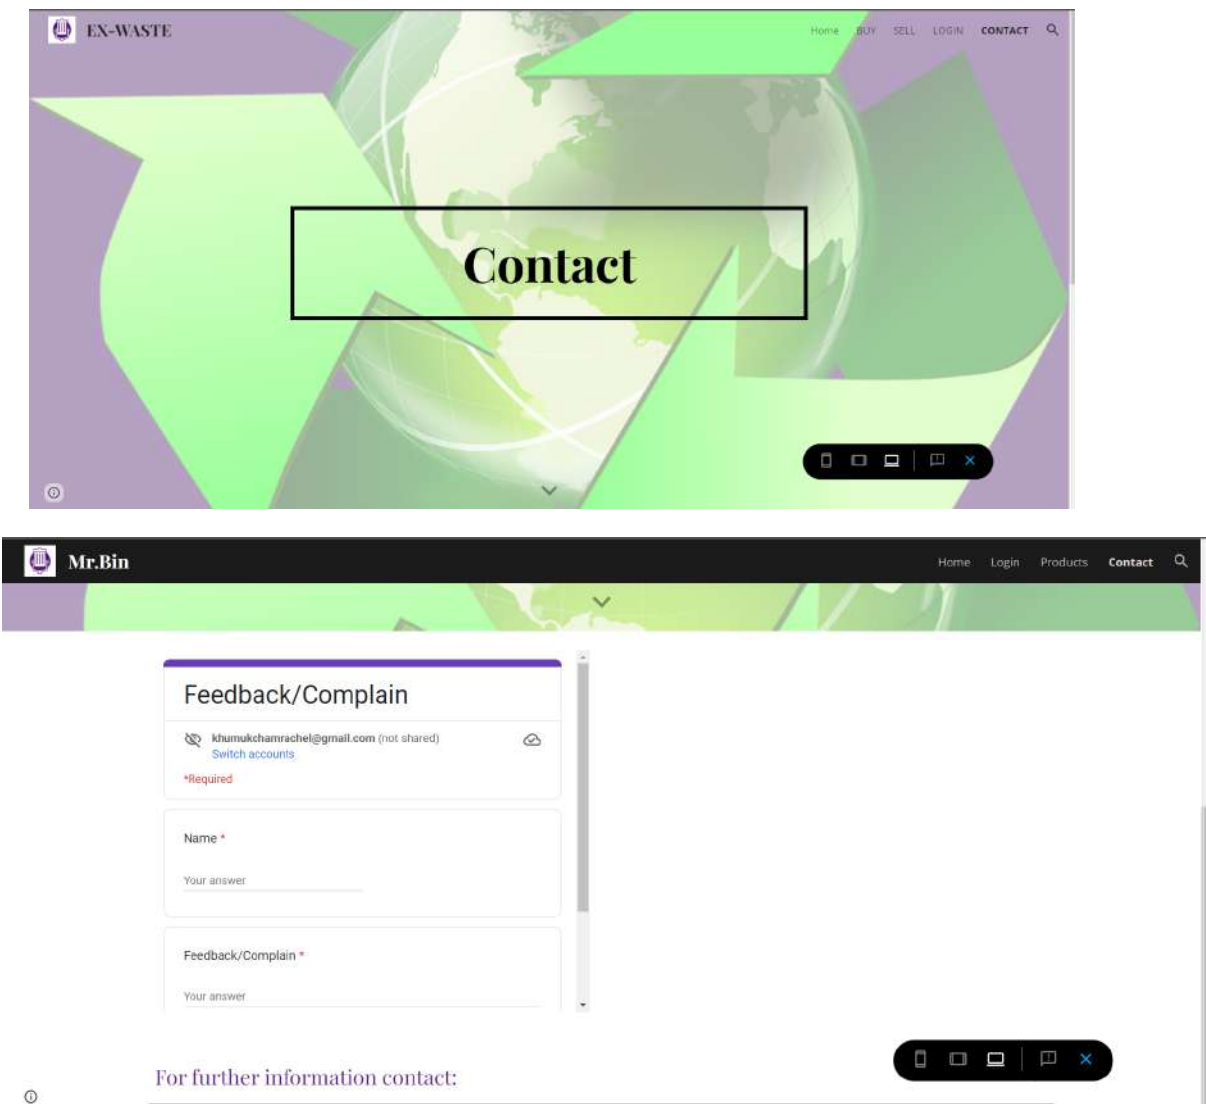 EX-WASTE
Home BUY SELL LOGIN CONTACT
Contact
Mr.Bin
Home Login Products Contact
Feedback/Complain
khumukchamrachel@gmail.com (not shared)
Switch accounts
*Required
Name *
Your answer
Feedback/Complain *
Your answer
For further information contact: